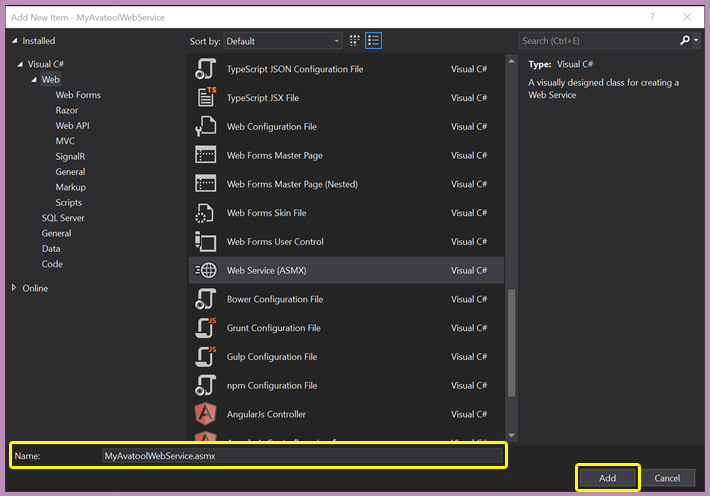 Add New Item - MyAvatoolWebService
?
Installed
Sort by: Default
Search (Ctrl+E)
Visual C#
Web
Web Forms
Razor
Web API
MVC
SignalR
General
Markup
Scripts
SQL Server
General
Data
Code
Online
TypeScript JSON Configuration File Visual C#
TypeScript JSX File Visual C#
Web Configuration File Visual C#
Web Forms Master Page Visual C#
Web Forms Master Page (Nested) Visual C#
Web Forms Skin File Visual C#
Web Forms User Control Visual C#
Web Service (ASMX) Visual C#
Bower Configuration File Visual C#
Grunt Configuration File Visual C#
Gulp Configuration File Visual C#
npm Configuration File Visual C#
AngularJs Controller Visual C#
Type: Visual C#
A visually designed class for creating a
Web Service
Name: MyAvatoolWebService.asmx
Add Cancel